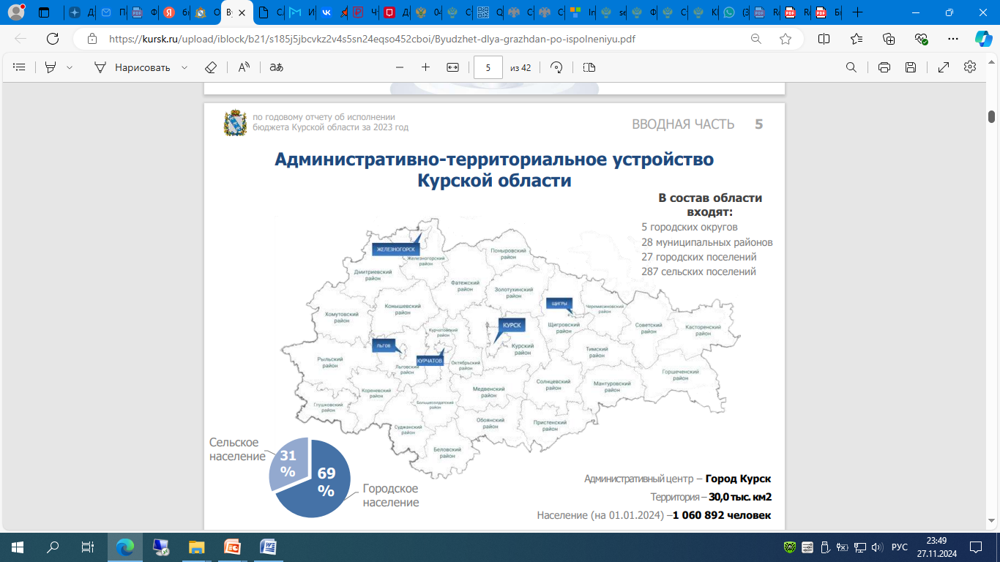 https://kursk.ru/upload/iblock/b21/s185j5jbcvkz2v4s5sn24eqso452cboi/Byudzhet-dlya-grazhdan-po-ispolneniyu.pdf
Нарисовать
5
из 42
по годовому отчету об исполнении
бюджета Курской области за 2023 год
ВВОДНАЯ ЧАСТЬ 5
Административно-территориальное устройство
Курской области
В состав области
входят:
5 городских округов
28 муниципальных районов
27 городских поселений
287 сельских поселений
ЖЕЛЕЗНОГОРСК
Железногорский
район
Поныровский
район
Дмитриевский
район
Фатежский
район
Золотухинский
район
ЩИГРЫ
Черемисиновский
район
Конышевский
район
Хомутовский
район
Курчатовский
район
КУРСК
Щигровский
район
Советский
район
Касторенский
район
ЛЬГОВ
Курский
район
Тимский
район
Рыльский
район
КУРЧАТОВ
Октябрьский
район
Льговский
район
Горшеченский
район
Солнцевский
район
Мантуровский
район
Медвенский
район
Кореневский
район
Глушковский
район
Большесолдатский
район
Обоянский
район
Пристенский
район
Суджанский
район
Беловский
район
Сельское
население
31
%
69
%
Городское
население
Административный центр – Город Курск
Территория – 30,0 тыс. км2
Население (на 01.01.2024) –1 060 892 человек
РУС
23:49
27.11.2024